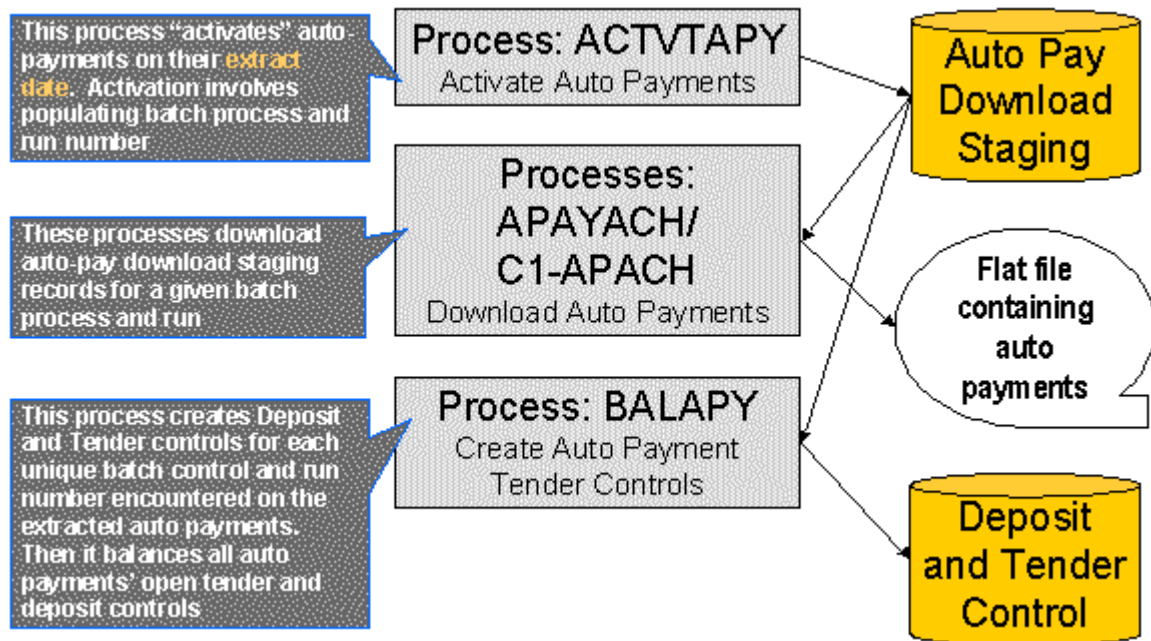 This process “activates” auto-
payments on their extract
date.  Activation involves
populating batch process and
run number
Process: ACTVTAPY
Activate Auto Payments
Auto Pay
Download
Staging
These processes download
auto-pay download staging
records for a given batch
process and run
Processes:
APAYACH/
C1-APACH
Download Auto Payments
Flat file
containing
auto
payments
This process creates Deposit
and Tender controls for each
unique batch control and run
number encountered on the
extracted auto payments.
Then it balances all auto
payments’ open tender and
deposit controls
Process: BALAPY
Create Auto Payment
Tender Controls
Deposit
and Tender
Control